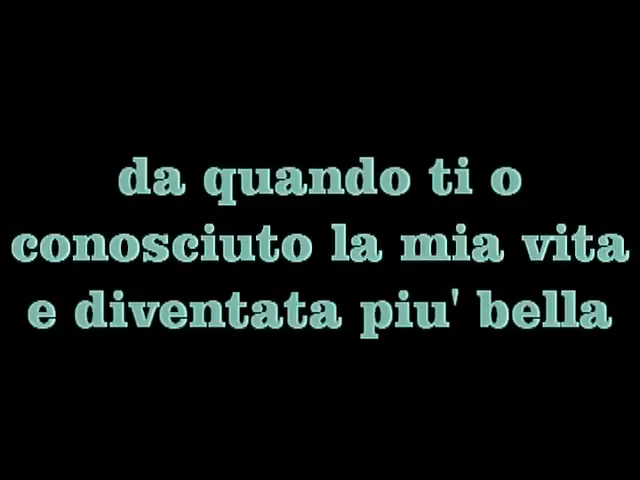 da quando ti o
conosciuto la mia vita
e diventata piu' bella